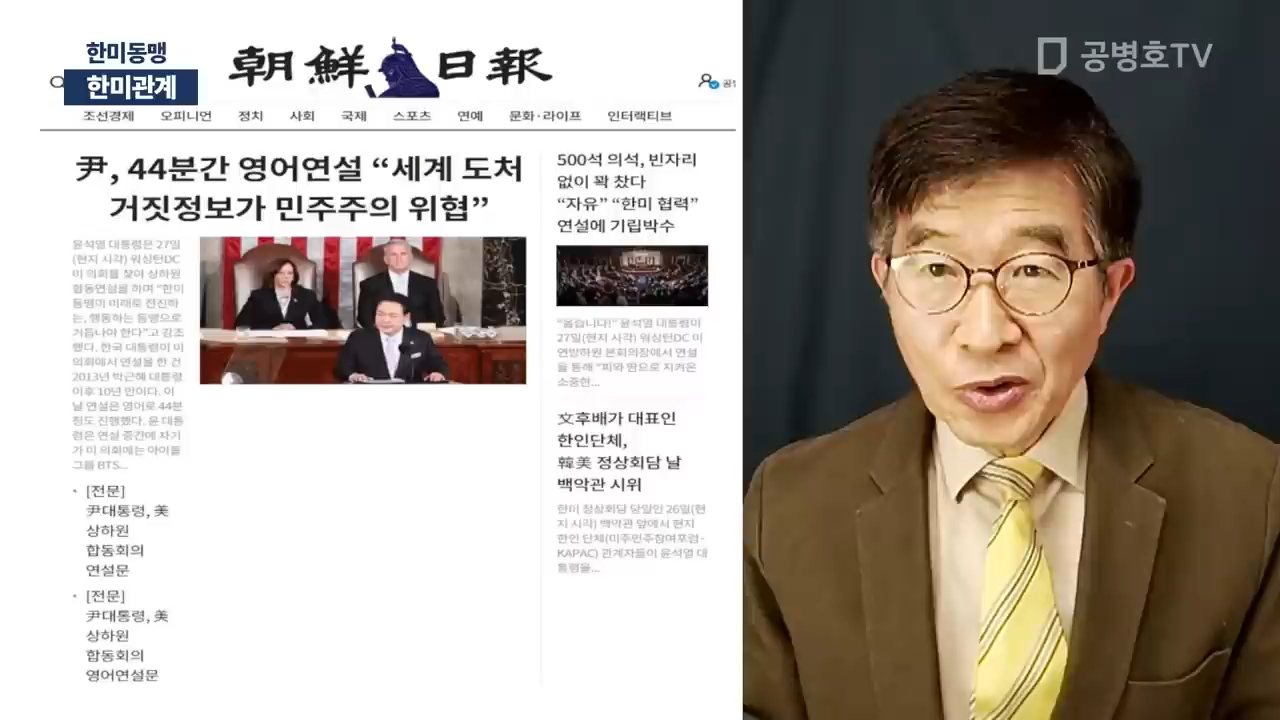 한미동맹
한미관계
朝鮮日報
공병호TV
조선경제 오피니언 정치 사회 국제 스포츠 연예 문화·라이프 인터랙티브
尹, 44분간 영어연설 “세계 도처
거짓정보가 민주주의 위협”
윤석열 대통령은 27일
(현지 시각) 워싱턴DC
미 의회를 찾아 상하원
합동연설을 하며 “한미
동맹이 미래로 전진하
는, 행동하는 동맹으로
거듭나야 한다”고 강조
했다. 한국 대통령이 미
의회에서 연설을 한 건
2013년 박근혜 대통령
이후 10년 만이다. 이
날 연설은 영어로 44분
정도 진행했다. 윤 대통
령은 연설 중간에 자기
가 미 의회에는 아이돌
그룹 BTS...
[전문]
尹대통령, 美
상하원
합동회의
연설문
[전문]
尹대통령, 美
상하원
합동회의
영어연설문
500석 의석, 빈자리
없이 꽉 찼다
“자유” “한미 협력”
연설에 기립박수
“옳습니다!” 윤석열 대통령이
27일(현지 시각) 워싱턴DC 미
연방하원 본회의장에서 연설
을 통해 “피와 땀으로 지켜온
소중한...
文후배가 대표인
한인단체,
韓美 정상회담 날
백악관 시위
한미 정상회담 당일인 26일(현
지 시각) 백악관 앞에서 현지
한인 단체(미주민주참여포럼·
KAPAC) 관계자들이 윤석열 대
통령을...